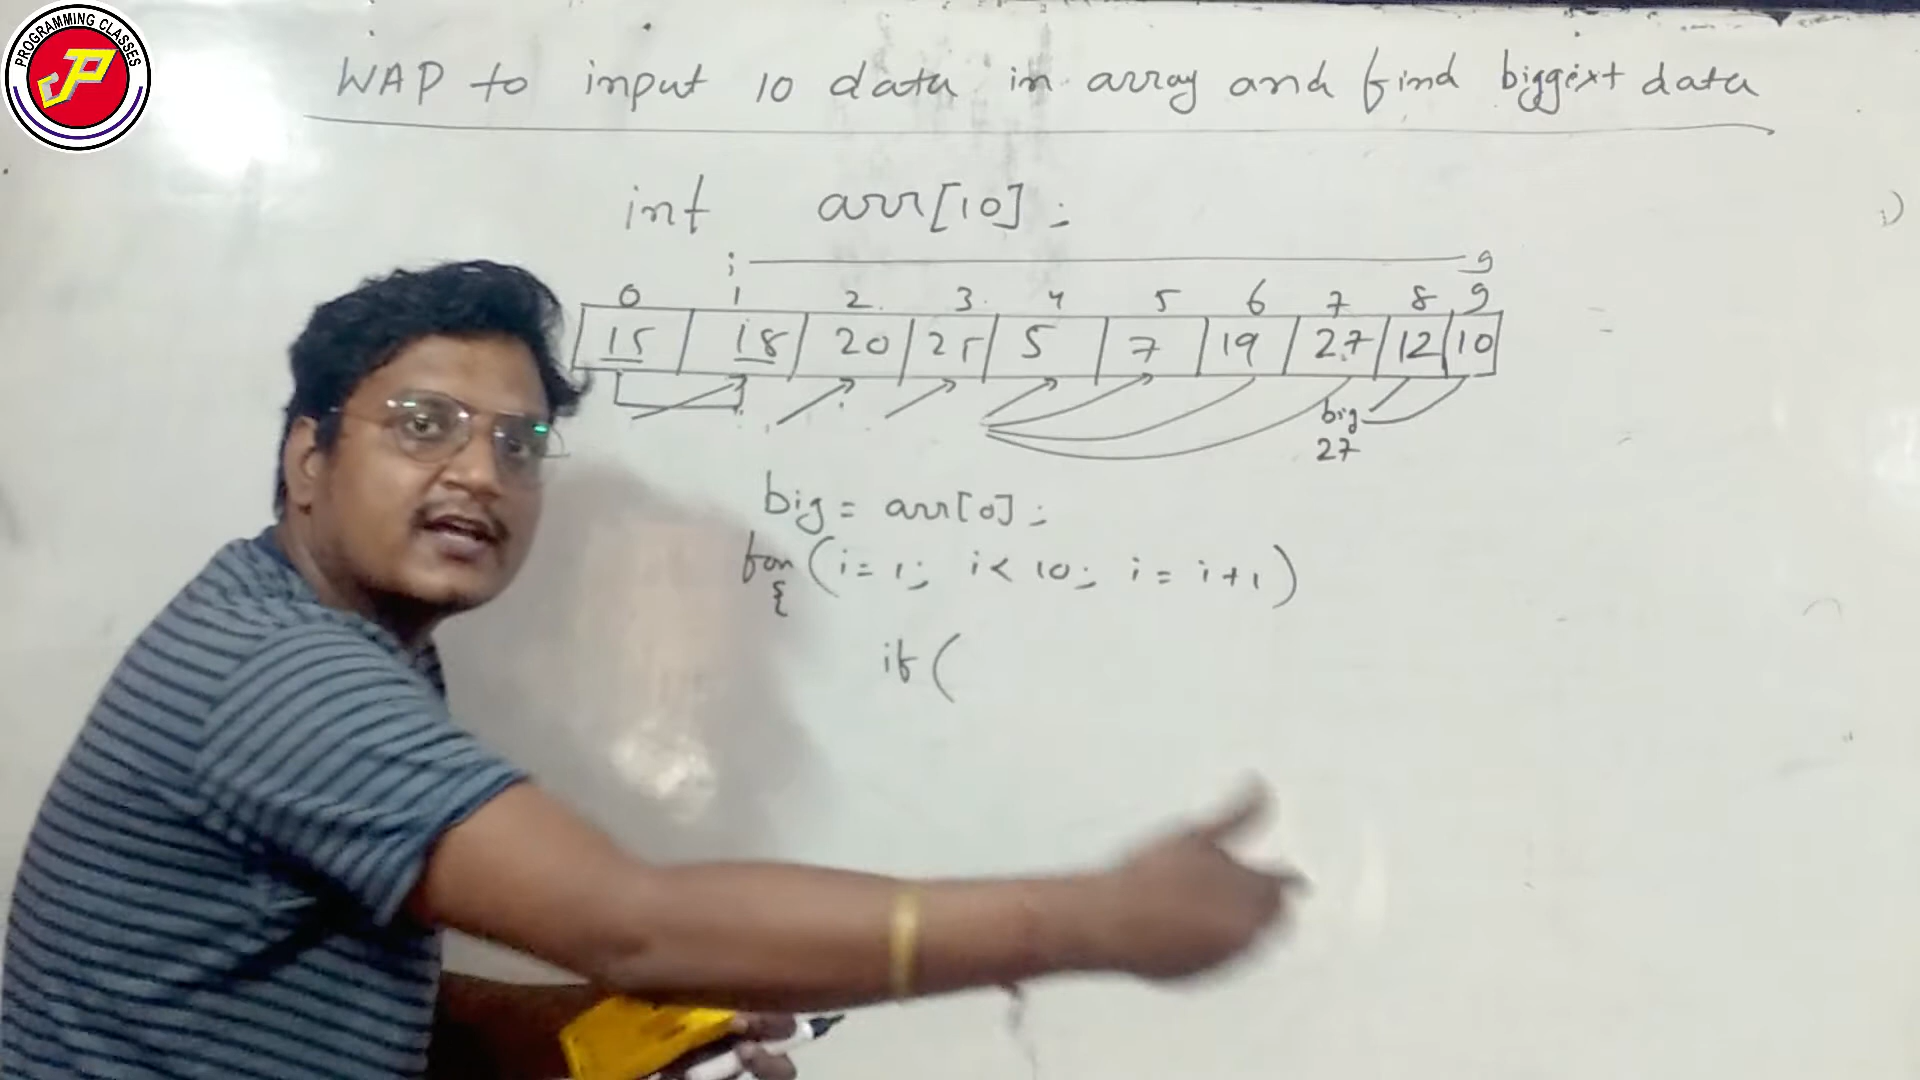 PROGRAMMING CLASSES
JP
WAP to input 10 data in array and find biggest data
int arr[10];
i 9
0 1 2. 3. 4 5 6 7 8 9
15 18 20 25 5 7 19 27 12 10
big
27
big = arr[0];
for (i = 1; i < 10; i = i + 1)
{
if (